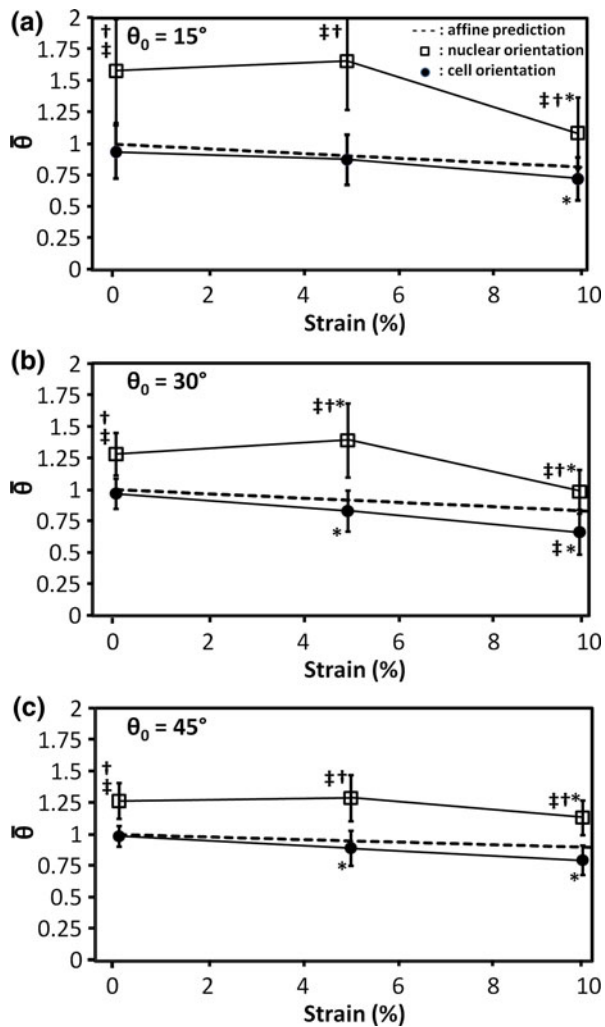 (a)
2
θ₀ = 15°
---- : affine prediction
□ : nuclear orientation
● : cell orientation
†
‡
‡†
‡†*
*
1.75
1.5
1.25
1
0.75
0.5
0.25
0
θ̅
0 2 4 6 8 10
Strain (%)
(b)
2
θ₀ = 30°
†
‡
‡†*
‡†*
*
‡*
1.75
1.5
1.25
1
0.75
0.5
0.25
0
θ̅
0 2 4 6 8 10
Strain (%)
(c)
2
θ₀ = 45°
†
‡
‡†
‡†*
*
*
1.75
1.5
1.25
1
0.75
0.5
0.25
0
θ̅
0 2 4 6 8 10
Strain (%)